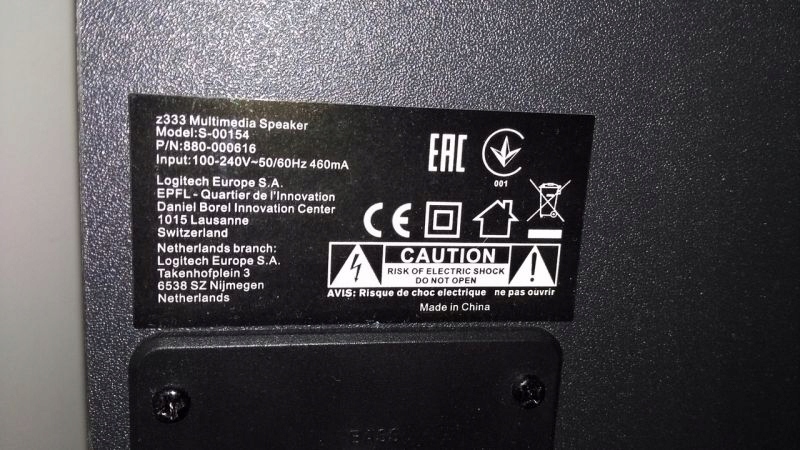 z333 Multimedia Speaker
Model:S-00154
P/N:880-000616
Input:100-240V~50/60Hz 460mA
Logitech Europe S.A.
EPFL - Quartier de l'Innovation
Daniel Borel Innovation Center
1015 Lausanne
Switzerland
Netherlands branch:
Logitech Europe S.A.
Takenhofplein 3
6538 SZ Nijmegen
Netherlands
EAC
001
CE
CAUTION
RISK OF ELECTRIC SHOCK
DO NOT OPEN
AVIS: Risque de choc electrique ne pas ouvrir
Made in China
BASS